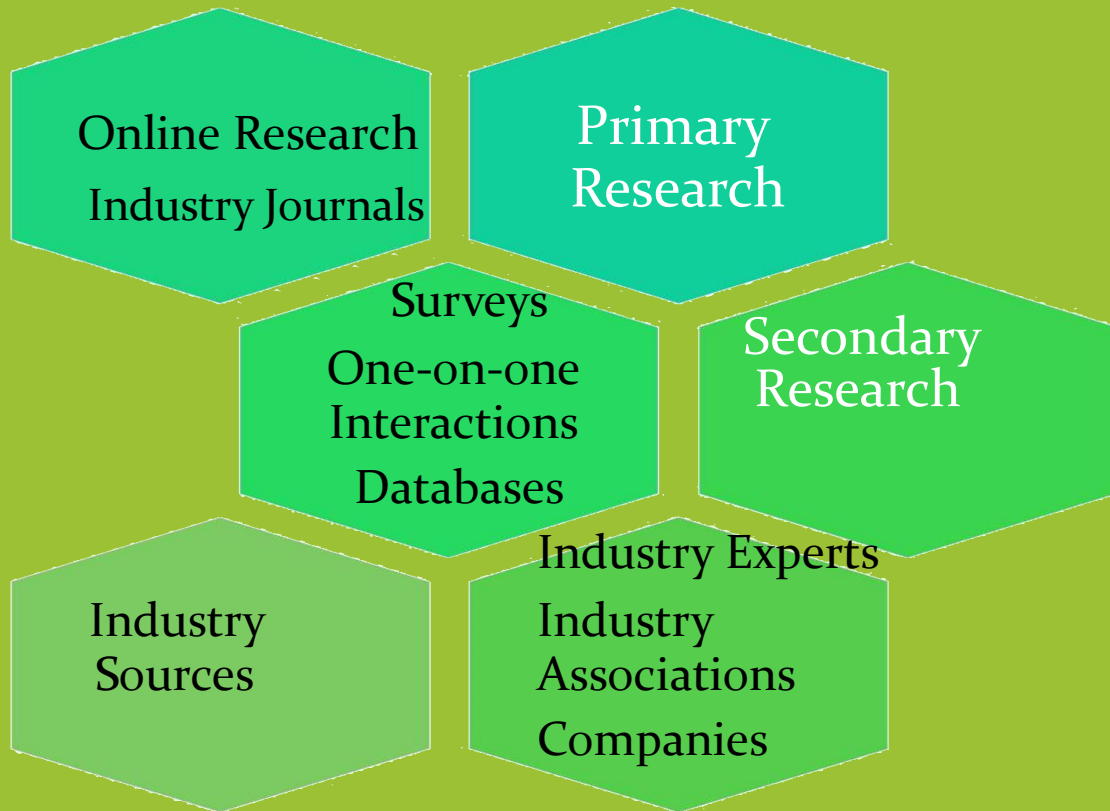 Online Research
Industry Journals
Primary
Research
Surveys
One-on-one
Interactions
Databases
Secondary
Research
Industry
Sources
Industry Experts
Industry
Associations
Companies